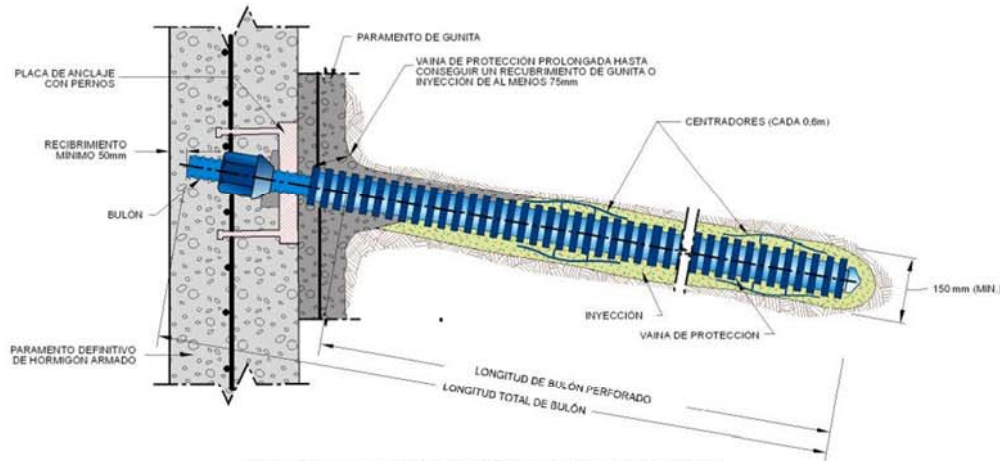 PARAMENTO DE GUNITA
PLACA DE ANCLAJE
CON PERNOS
VAINA DE PROTECCIÓN PROLONGADA HASTA
CONSEGUIR UN RECUBRIMIENTO DE GUNITA O
INYECCIÓN DE AL MENOS 75mm
CENTRADORES (CADA 0,6m)
RECIBRIMIENTO
MÍNIMO 50mm
BULÓN
150 mm (MIN.)
INYECCIÓN
VAINA DE PROTECCIÓN
PARAMENTO DEFINITIVO
DE HORMIGÓN ARMADO
LONGITUD DE BULÓN PERFORADO
LONGITUD TOTAL DE BULÓN